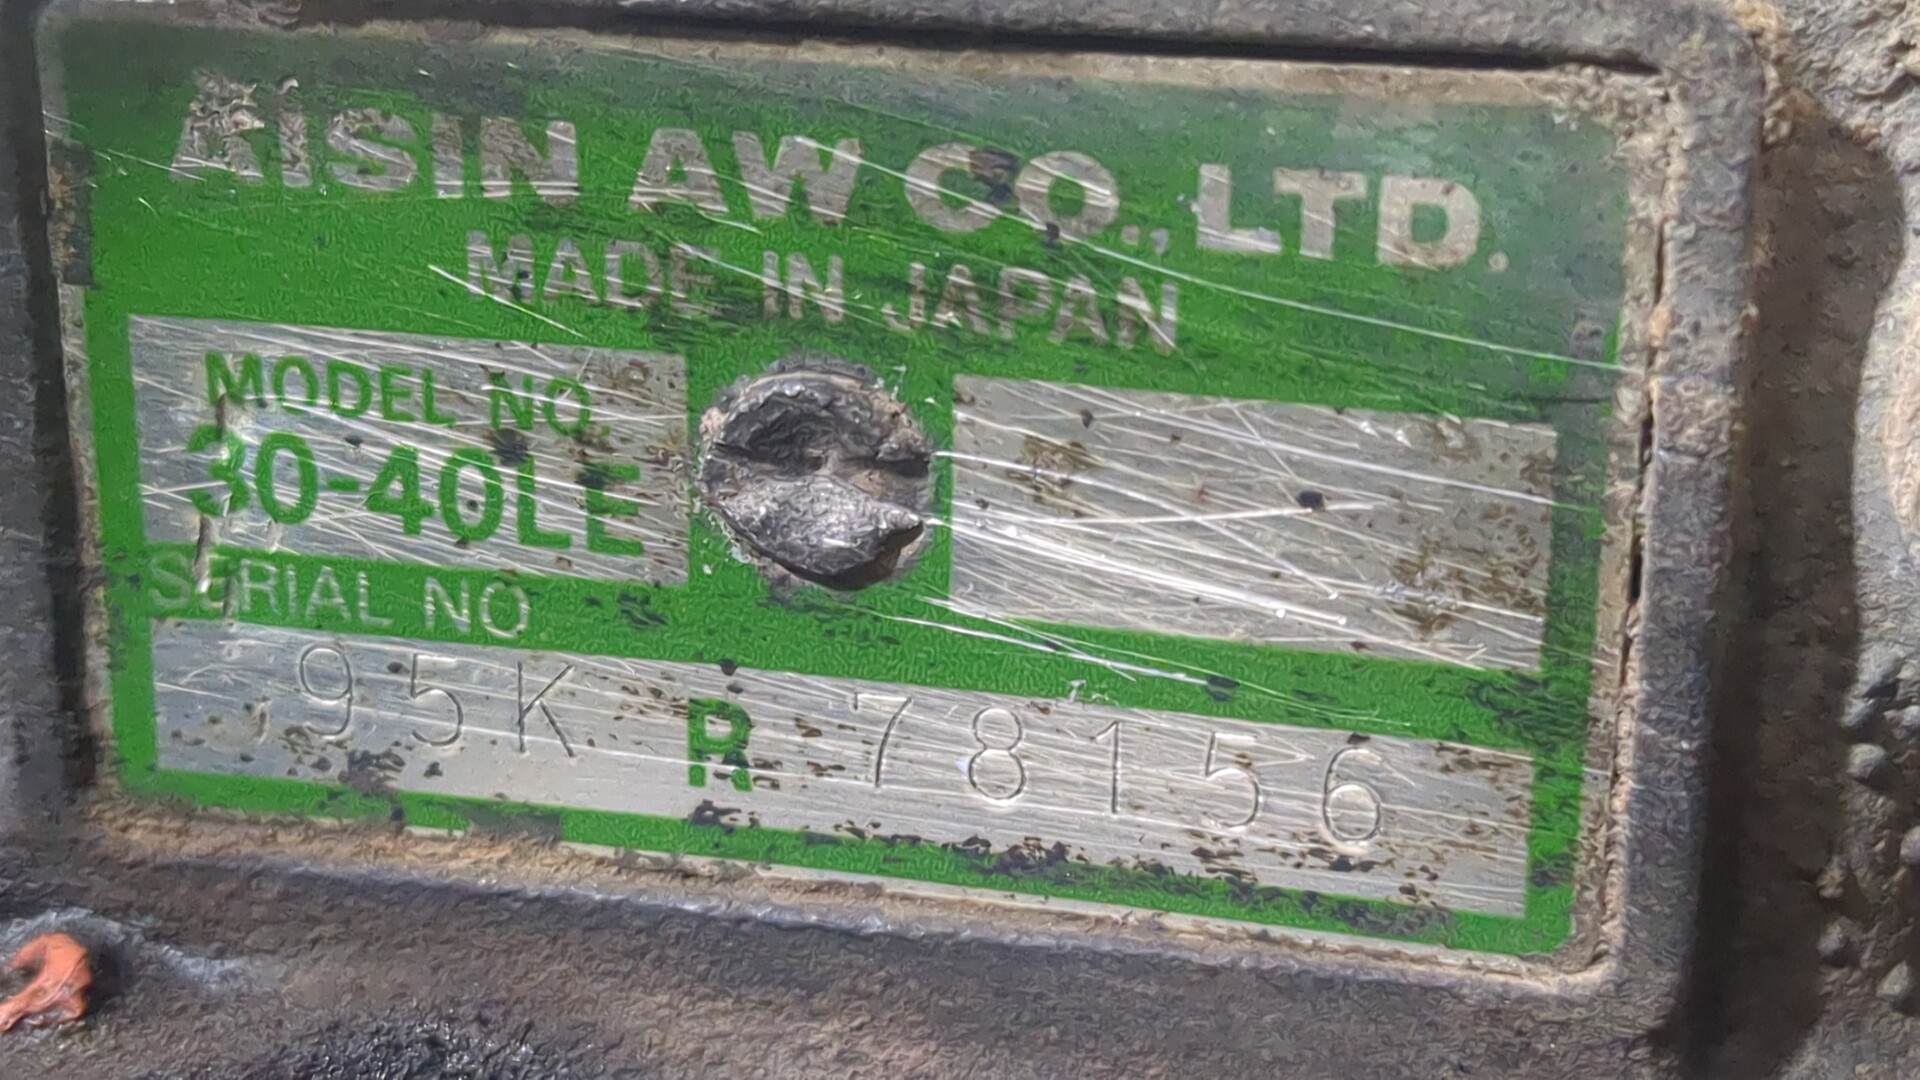 AISIN AW CO., LTD.
MADE IN JAPAN
MODEL NO.
30-40LE
SERIAL NO
95K R 78156